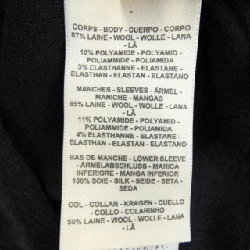 CORPS - BODY - CUERPO - CORPO
87% LAINE - WOOL - WOLLE - LANA
- LÃ
10% POLYAMIDE - POLYAMID -
POLIAMMIDE - POLIAMIDA
3% ELASTHANNE - ELASTANE -
ELASTHAN - ELASTAN - ELASTANO
MANCHES - SLEEVES - ÄRMEL -
MANICHE - MANGAS
85% LAINE - WOOL - WOLLE - LANA
- LÃ
11% POLYAMIDE - POLYAMID -
POLIAMMIDE - POLIAMIDA
4% ELASTHANNE - ELASTANE -
ELASTHAN - ELASTAN - ELASTANO
BAS DE MANCHE - LOWER SLEEVE
ÄRMELABSCHLUSS - MANICA
INFERIORE - MANGA INFERIOR
100% SOIE - SILK - SEIDE - SETA -
SEDA
COL - COLLAR - KRAGEN - CUELLO
- COLLO - COLARINHO
50% LAINE - WOOL - WOLLE - LANA
- LÃ